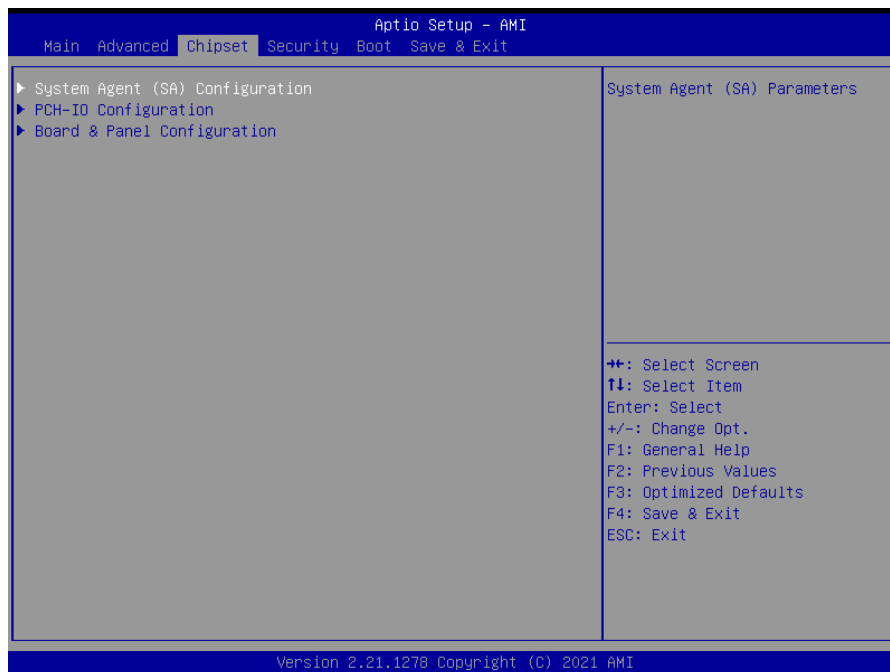 Aptio Setup – AMI
Main Advanced Chipset Security Boot Save & Exit
System Agent (SA) Configuration
PCH-IO Configuration
Board & Panel Configuration
System Agent (SA) Parameters
→←: Select Screen
↑↓: Select Item
Enter: Select
+/-: Change Opt.
F1: General Help
F2: Previous Values
F3: Optimized Defaults
F4: Save & Exit
ESC: Exit
Version 2.21.1278 Copyright (C) 2021 AMI